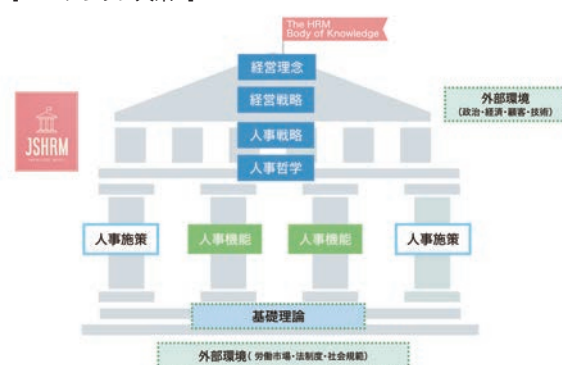 The HRM
Body of Knowledge
経営理念
経営戦略
外部環境
(政治・経済・顧客・技術)
JSHRM
人事戦略
人事哲学
人事施策
人事機能
人事機能
人事施策
基礎理論
外部環境(労働市場・法制度・社会規範)